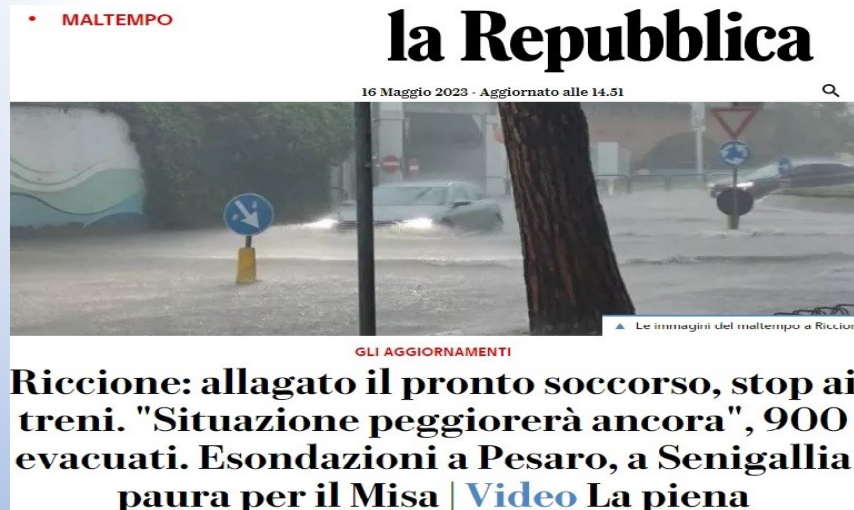 • MALTEMPO
la Repubblica
16 Maggio 2023 - Aggiornato alle 14.51
Le immagini del maltempo a Riccion
GLI AGGIORNAMENTI
Riccione: allagato il pronto soccorso, stop ai
treni. "Situazione peggiorerà ancora", 900
evacuati. Esondazioni a Pesaro, a Senigallia
paura per il Misa | Video La piena